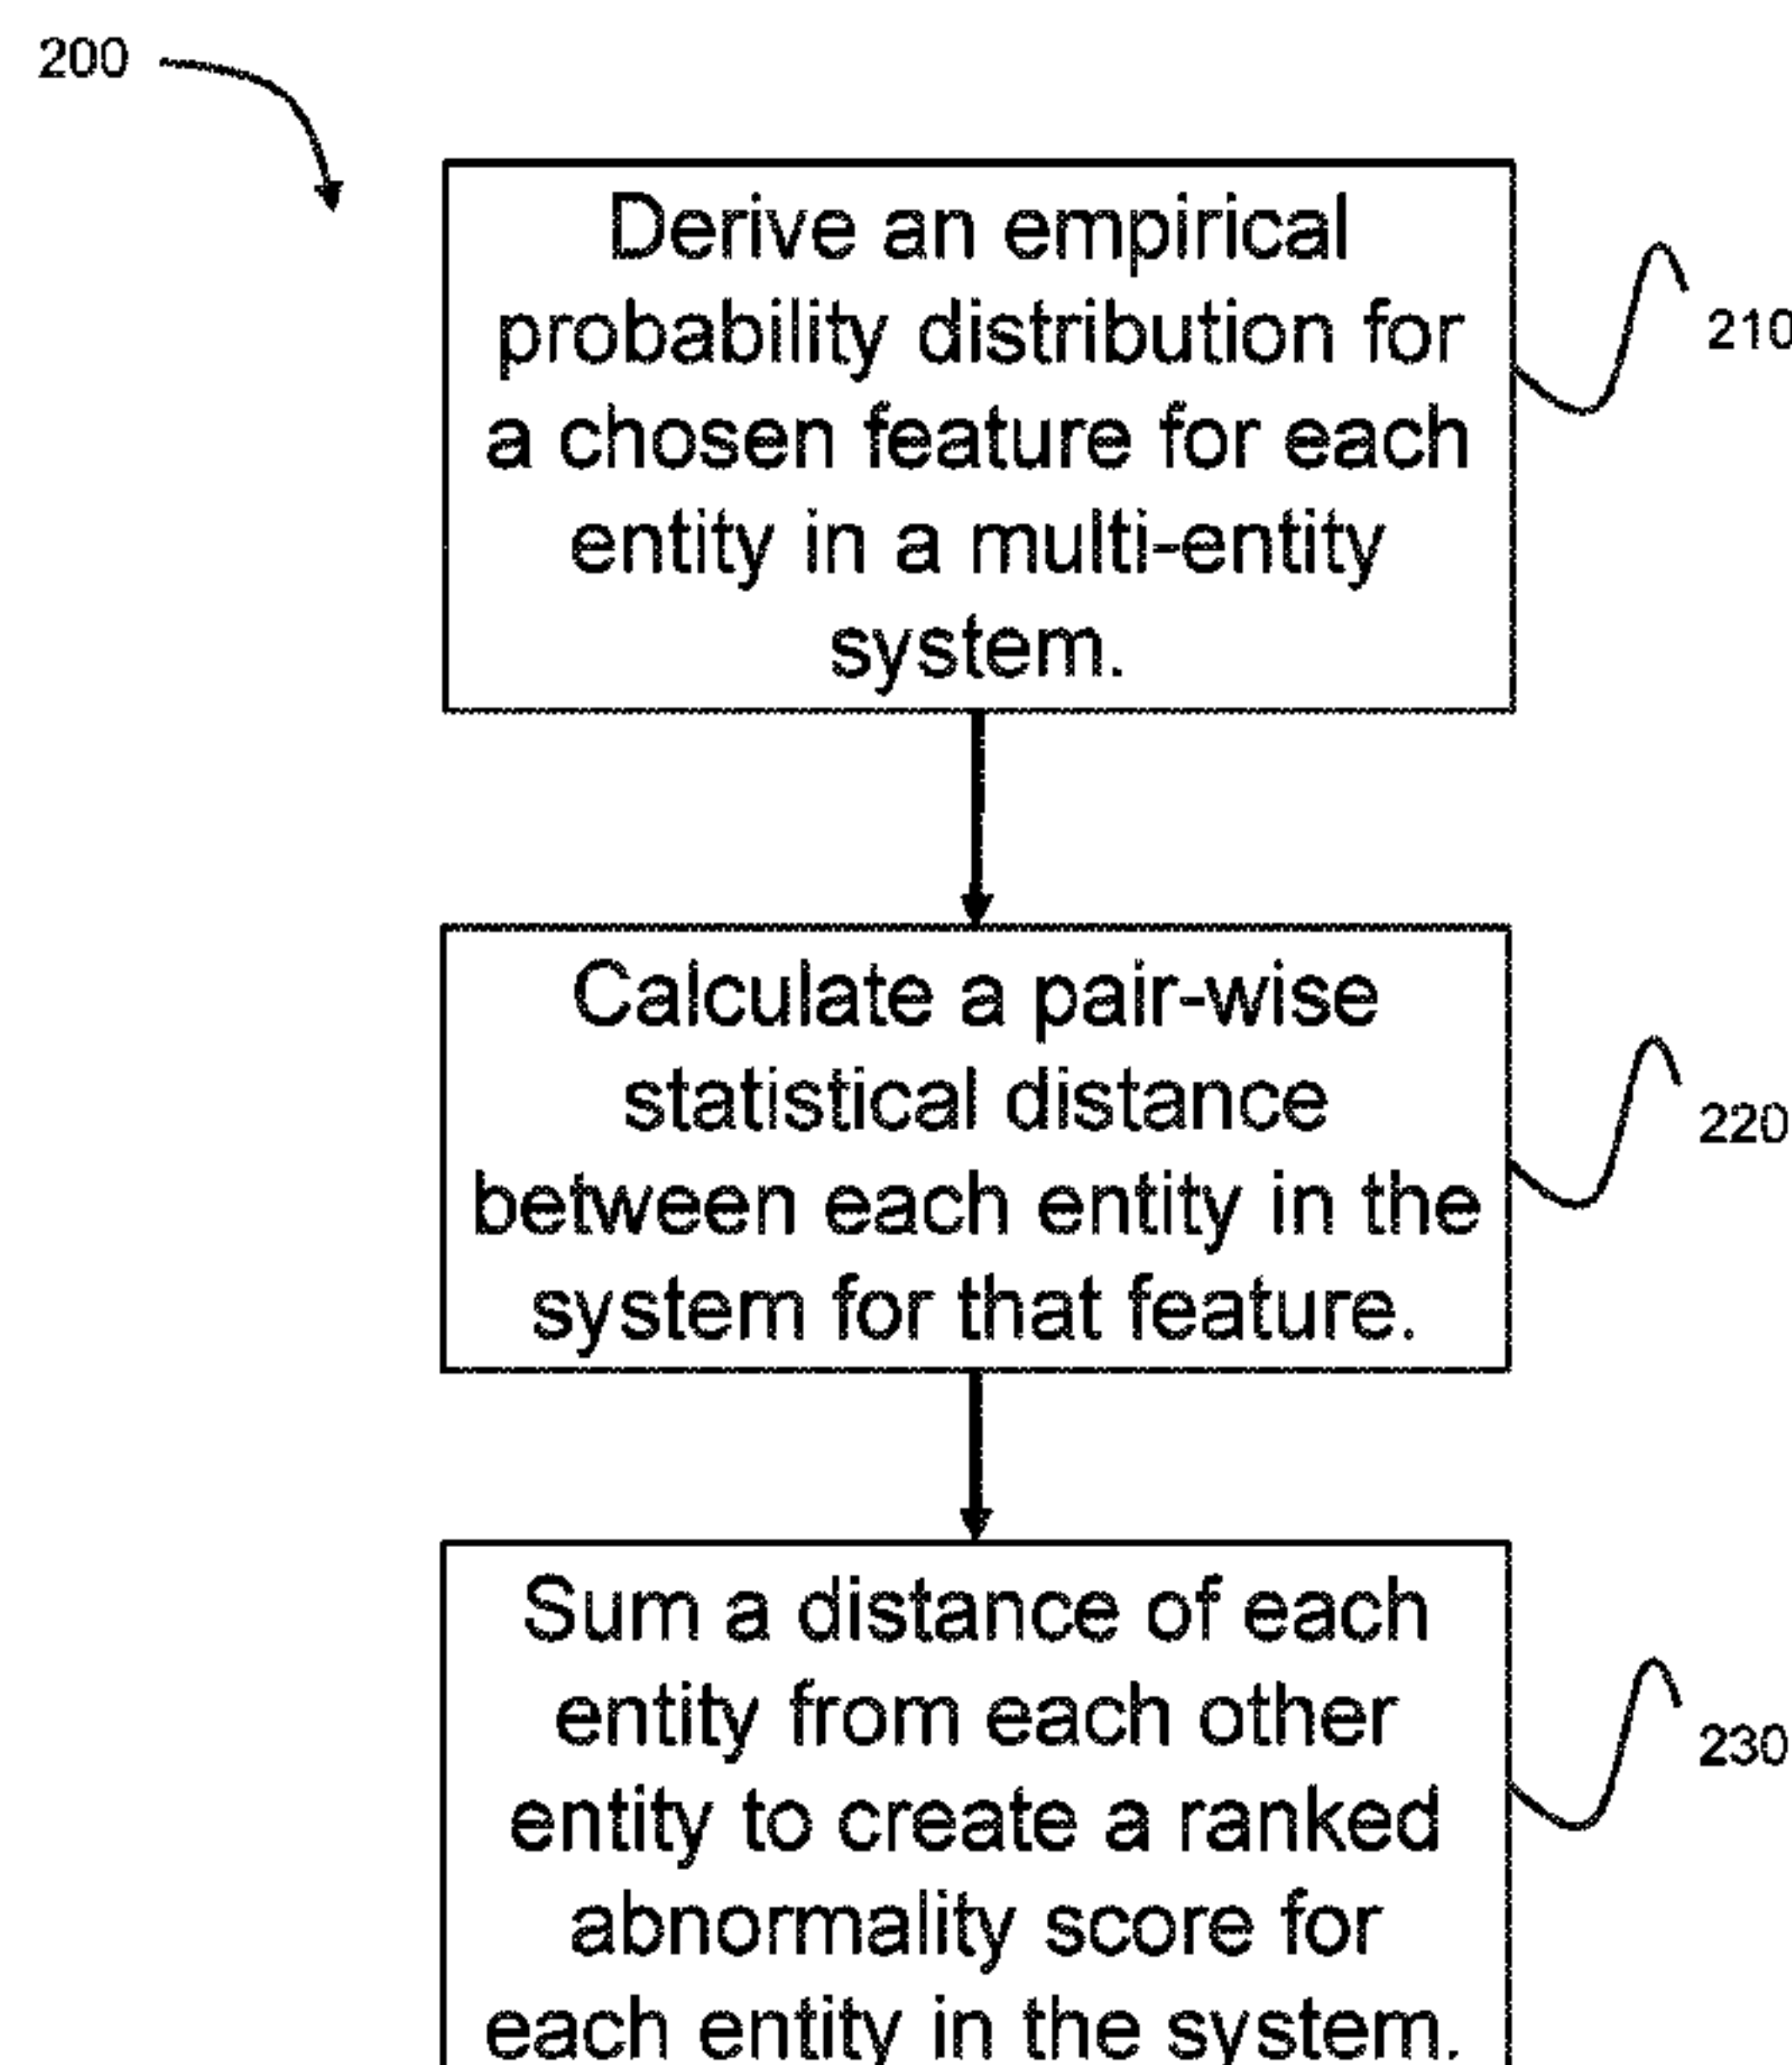 200
Derive an empirical
probability distribution for
a chosen feature for each
entity in a multi-entity
system.
210
Calculate a pair-wise
statistical distance
between each entity in the
system for that feature.
220
Sum a distance of each
entity from each other
entity to create a ranked
abnormality score for
each entity in the system.
230